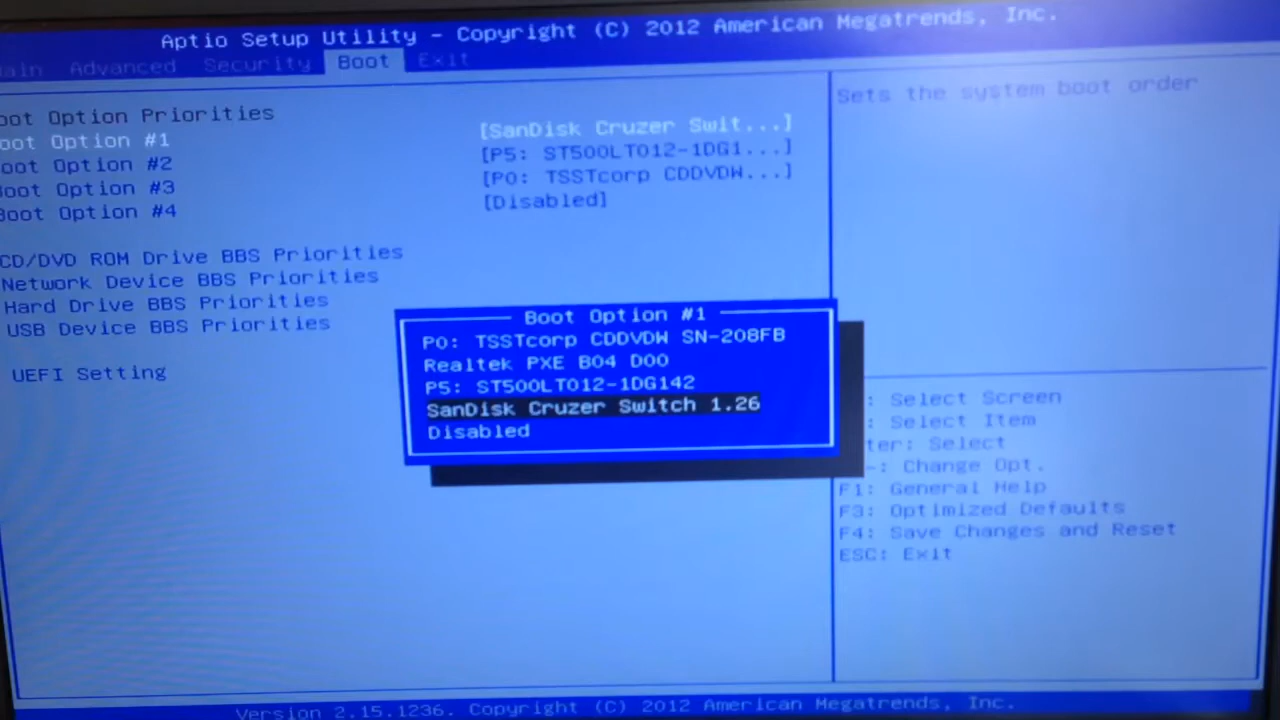 Aptio Setup Utility - Copyright (C) 2012 American Megatrends, Inc.
ain Advanced Security Boot Exit
oot Option Priorities
oot Option #1 [SanDisk Cruzer Swit...]
oot Option #2 [P5: ST500LT012-1DG1...]
oot Option #3 [P0: TSSTcorp CDDVDW...]
Boot Option #4 [Disabled]
CD/DVD ROM Drive BBS Priorities
Network Device BBS Priorities
Hard Drive BBS Priorities
USB Device BBS Priorities
UEFI Setting
Boot Option #1
P0: TSSTcorp CDDVDW SN-208FB
Realtek PXE B04 D00
P5: ST500LT012-1DG142
SanDisk Cruzer Switch 1.26
Disabled
Sets the system boot order
: Select Screen
: Select Item
ter: Select
-: Change Opt.
F1: General Help
F3: Optimized Defaults
F4: Save Changes and Reset
ESC: Exit
Version 2.15.1236. Copyright (C) 2012 American Megatrends, Inc.